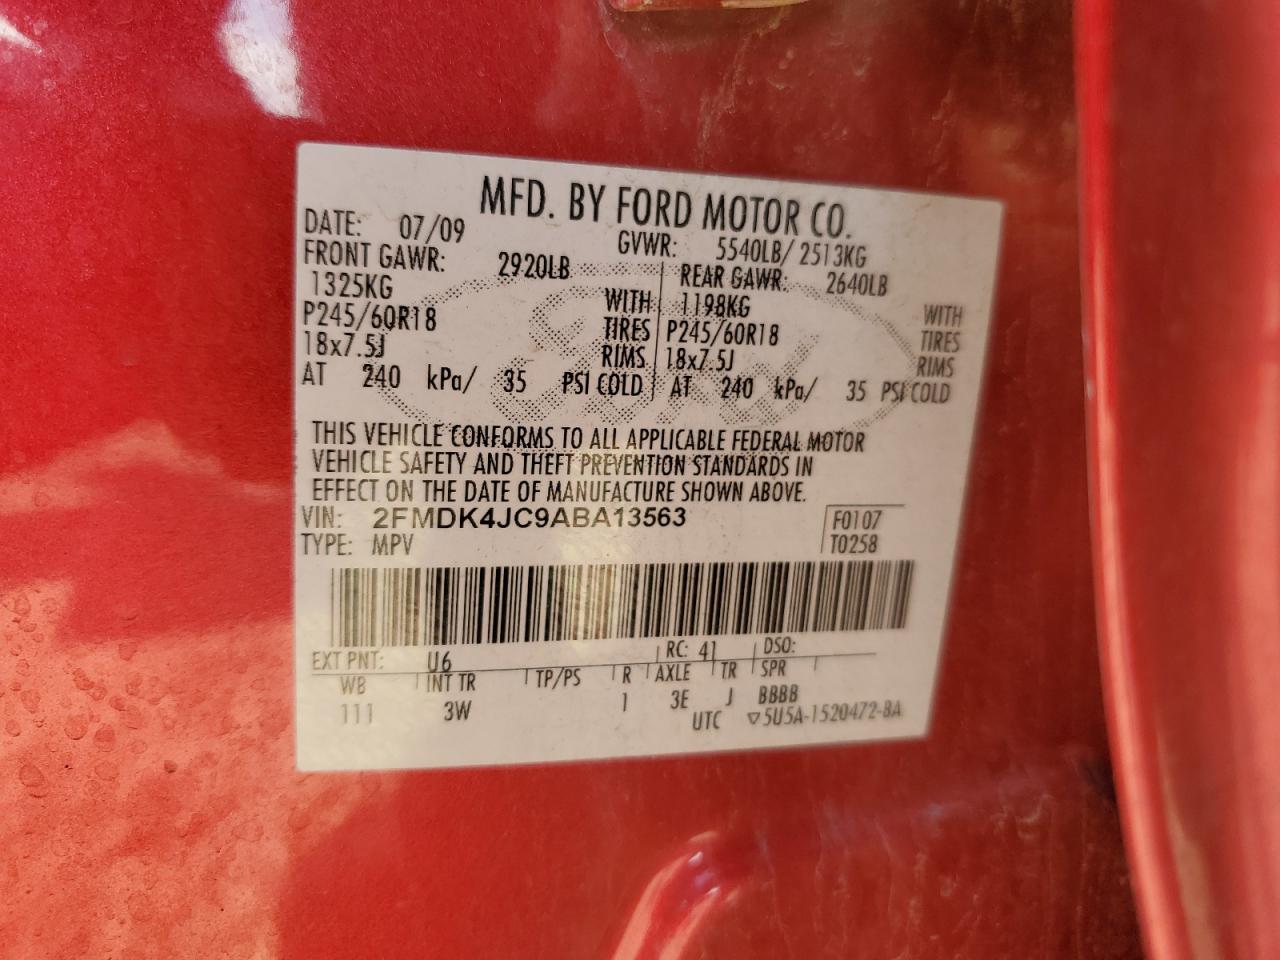 MFD. BY FORD MOTOR CO.
DATE: 07/09 GVWR: 5540LB/ 2513KG
FRONT GAWR: 2920LB REAR GAWR: 2640LB
1325KG WITH 1198KG WITH
P245/60R18 TIRES P245/60R18 TIRES
18x7.5J RIMS 18x7.5J RIMS
AT 240 kPa/ 35 PSI COLD AT 240 kPa/ 35 PSI COLD
THIS VEHICLE CONFORMS TO ALL APPLICABLE FEDERAL MOTOR
VEHICLE SAFETY AND THEFT PREVENTION STANDARDS IN
EFFECT ON THE DATE OF MANUFACTURE SHOWN ABOVE.
VIN: 2FMDK4JC9ABA13563 F0107
TYPE: MPV T0258
EXT PNT: U6 RC: 41 DSO:
WB INT TR TP/PS R AXLE TR SPR
111 3W 1 3E J BBBB
UTC ▽5U5A-1520472-BA